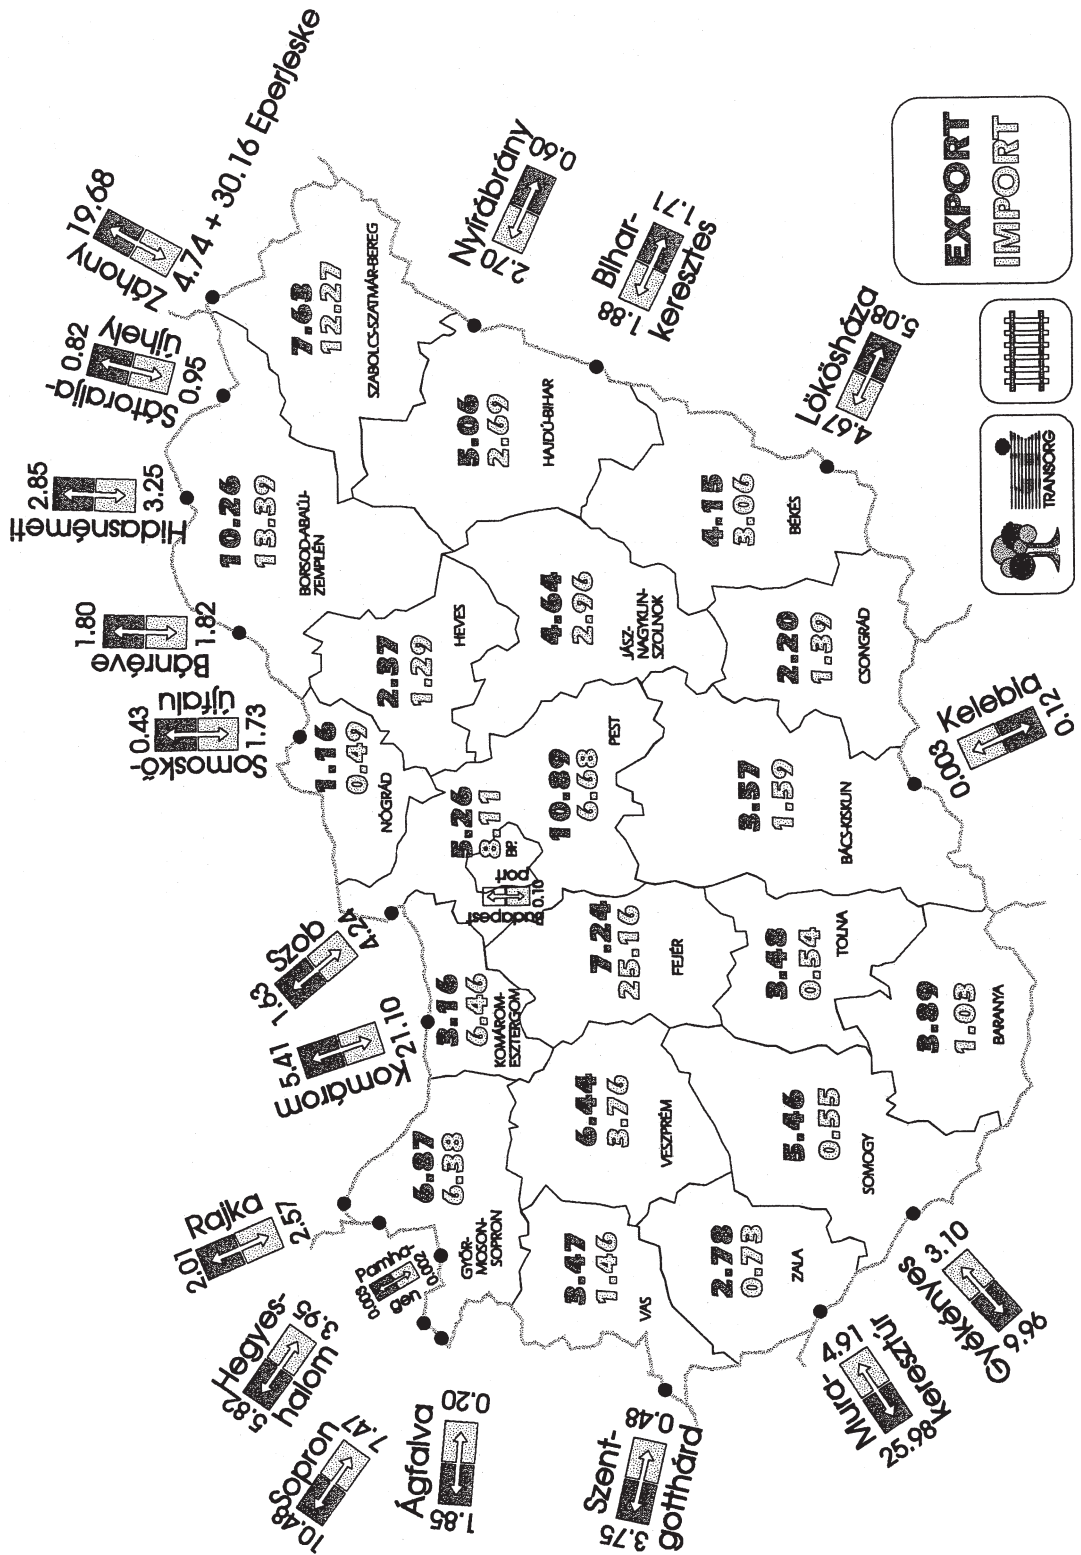 Záhony
19.68
4.74 + 30.16 Eperjeske
Sátoralja-
újhely
0.82
0.95
Hidasnémeti
2.85
3.25
Bánréve
1.80
1.82
Somoskő-
újfalu
0.43
1.73
Szob
1.63
4.24
Komárom
5.41
21.10
Rajka
2.01
2.57
Hegyes-
halom
5.82
3.95
Pamha-
gen
0.003
0.002
Sopron
10.48
7.47
Ágfalva
1.85
0.20
Szent-
gotthárd
3.75
0.48
Mura-
keresztúr
25.98
4.91
Gyékényes
9.96
3.10
Kelebia
0.003
0.12
Lőkösháza
4.67
5.08
Bihar-
keresztes
1.88
1.71
Nyírábrány
2.70
0.60
7.63
12.27
SZABOLCS-SZATMÁR-BEREG
5.06
2.69
HAJDÚ-BIHAR
10.26
13.39
BORSOD-ABAÚJ-
ZEMPLÉN
4.15
3.06
BÉKÉS
2.37
1.29
HEVES
4.64
2.96
JÁSZ-
NAGYKUN-
SZOLNOK
2.20
1.39
CSONGRÁD
1.16
0.49
NÓGRÁD
5.26
8.11
BP.
Budapest
port
0.10
10.89
6.68
PEST
3.57
1.59
BÁCS-KISKUN
3.16
6.46
KOMÁROM-
ESZTERGOM
7.24
25.16
FEJÉR
3.48
0.54
TOLNA
3.89
1.03
BARANYA
6.87
6.38
GYŐR-
MOSON-
SOPRON
6.44
3.76
VESZPRÉM
5.46
0.55
SOMOGY
3.47
1.46
VAS
2.78
0.73
ZALA
EXPORT
IMPORT
TRANSORG